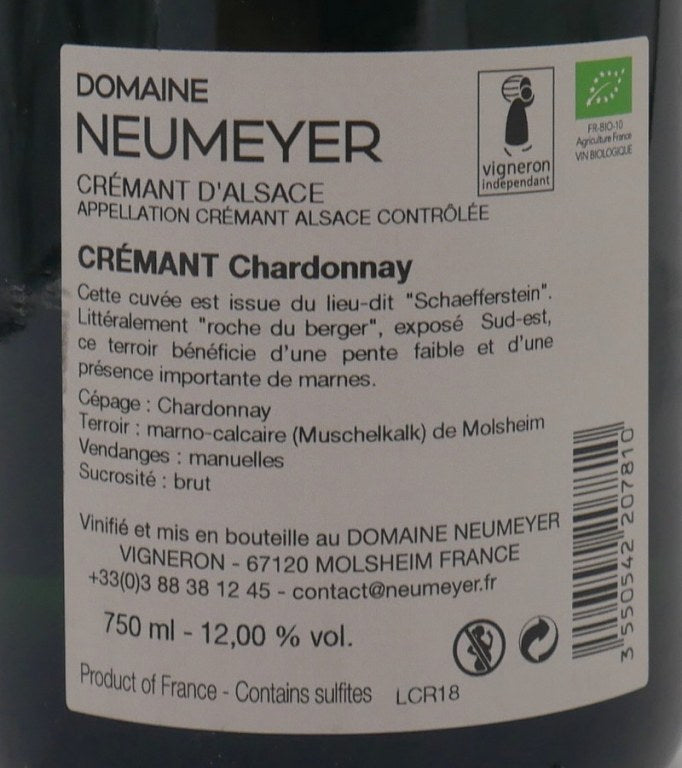 DOMAINE
NEUMEYER
CRÉMANT D'ALSACE
APPELLATION CRÉMANT ALSACE CONTRÔLÉE
vigneron
indépendant
FR-BIO-10
Agriculture France
VIN BIOLOGIQUE
CRÉMANT Chardonnay
Cette cuvée est issue du lieu-dit "Schaefferstein".
Littéralement "roche du berger", exposé Sud-est,
ce terroir bénéficie d'une pente faible et d'une
présence importante de marnes.
Cépage : Chardonnay
Terroir : marno-calcaire (Muschelkalk) de Molsheim
Vendanges : manuelles
Sucrosité : brut
Vinifié et mis en bouteille au DOMAINE NEUMEYER
VIGNERON - 67120 MOLSHEIM FRANCE
+33(0)3 88 38 12 45 - contact@neumeyer.fr
750 ml - 12,00 % vol.
Product of France - Contains sulfites LCR18
3 550542 207810